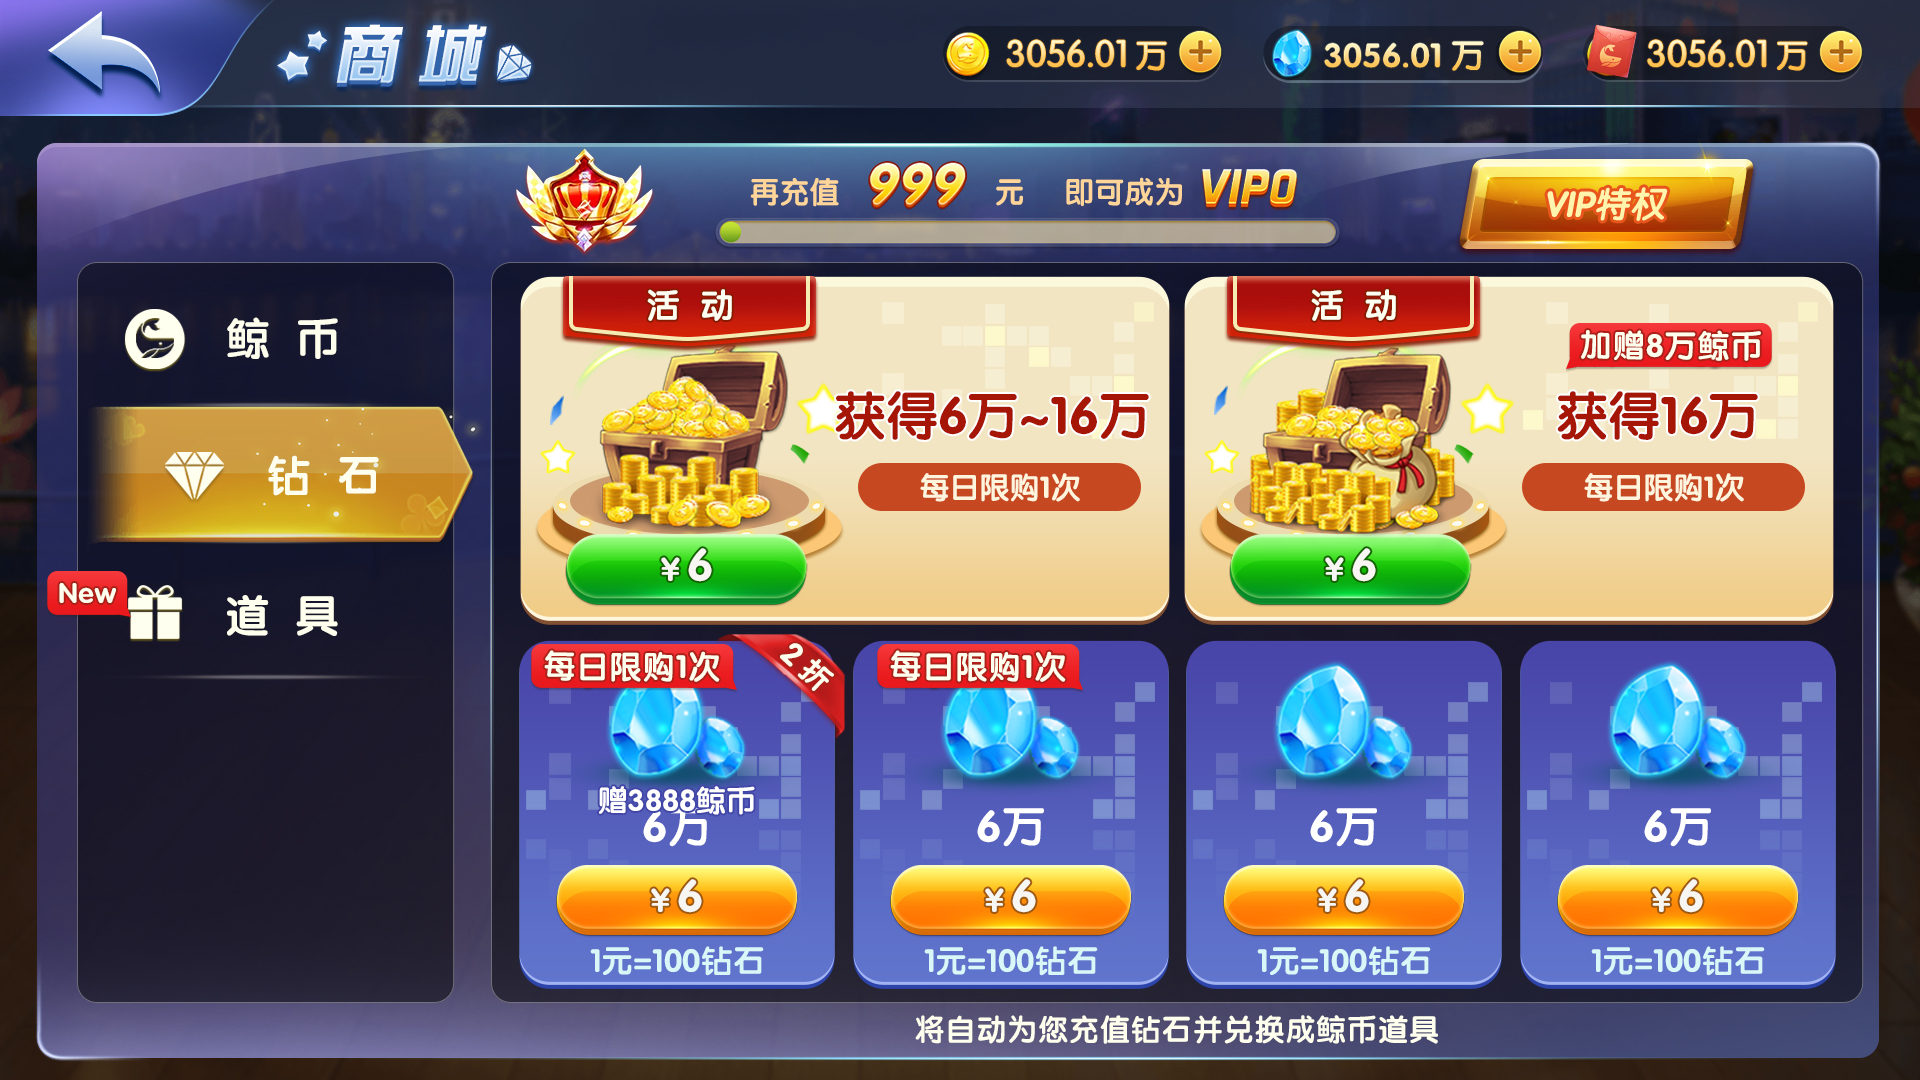 商城
3056.01万
3056.01万
3056.01万
再充值 999 元 即可成为 VIP0
VIP特权
鲸币
钻石
New
道具
活动
获得6万~16万
每日限购1次
¥6
活动
加赠8万鲸币
获得16万
每日限购1次
¥6
每日限购1次
2折
赠3888鲸币
6万
¥6
1元=100钻石
每日限购1次
6万
¥6
1元=100钻石
6万
¥6
1元=100钻石
6万
¥6
1元=100钻石
将自动为您充值钻石并兑换成鲸币道具